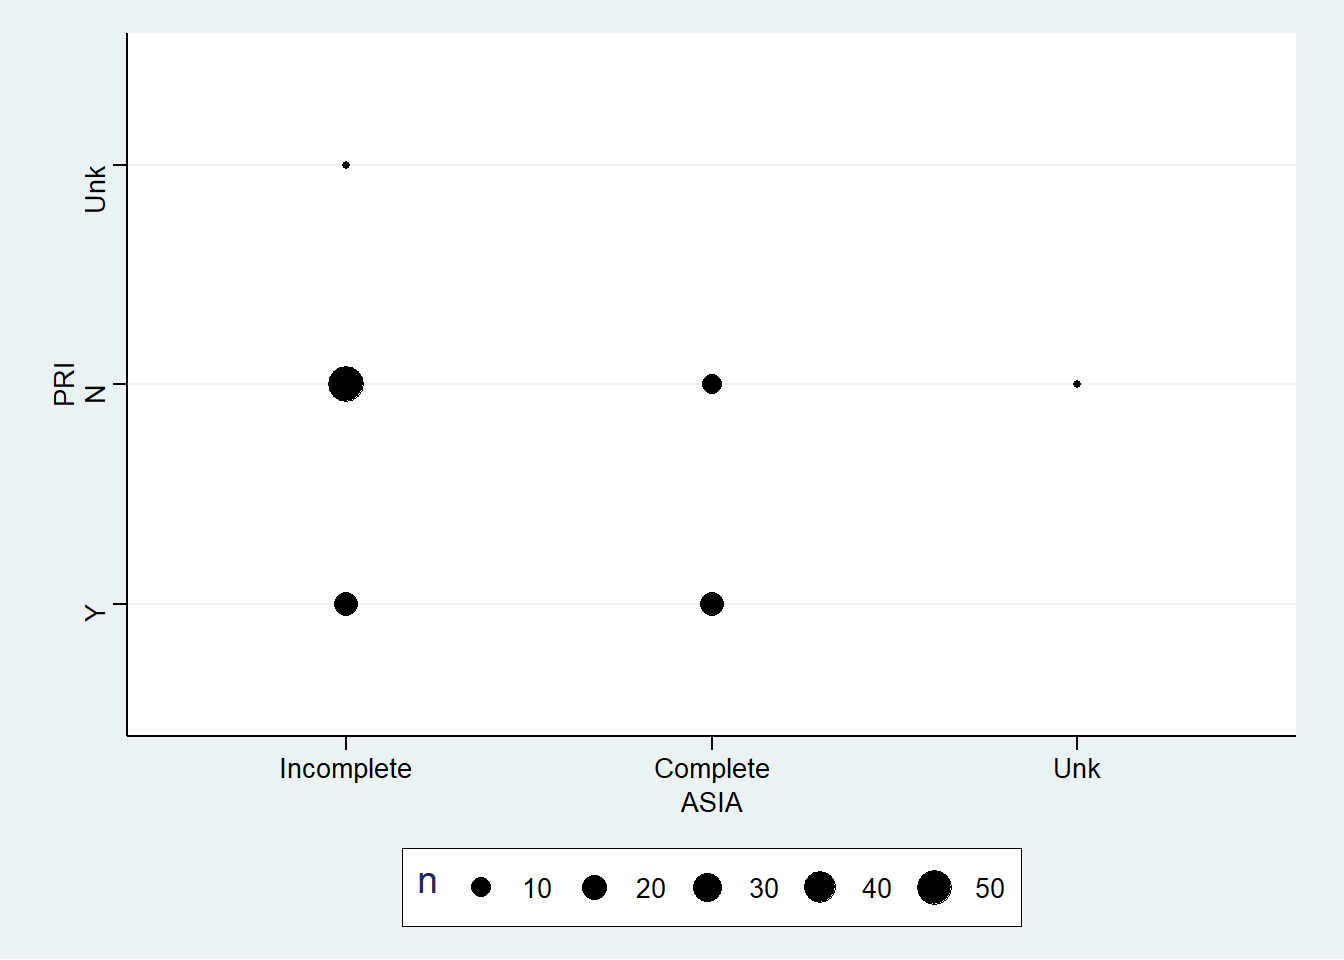 Unk
PRI
N
Y
Incomplete Complete Unk
ASIA
n 10 20 30 40 50